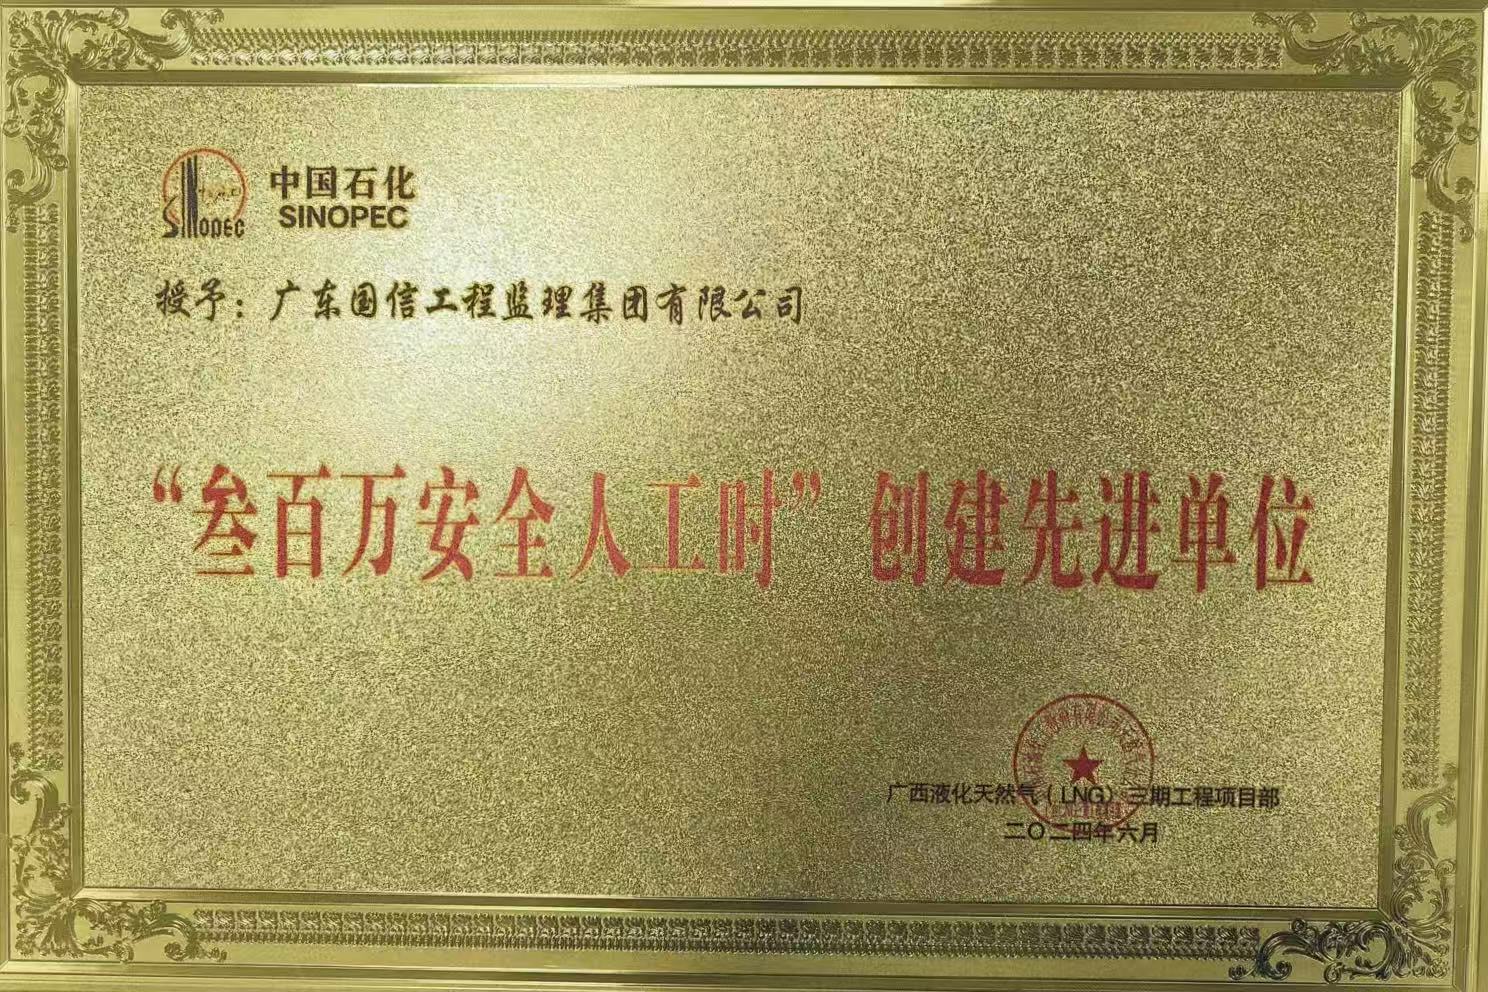 SINOPEC
中国石化
SINOPEC
授予：广东国信工程监理集团有限公司
“叁百万安全人工时”创建先进单位
广西液化天然气（LNG）三期工程项目部
二〇二四年六月